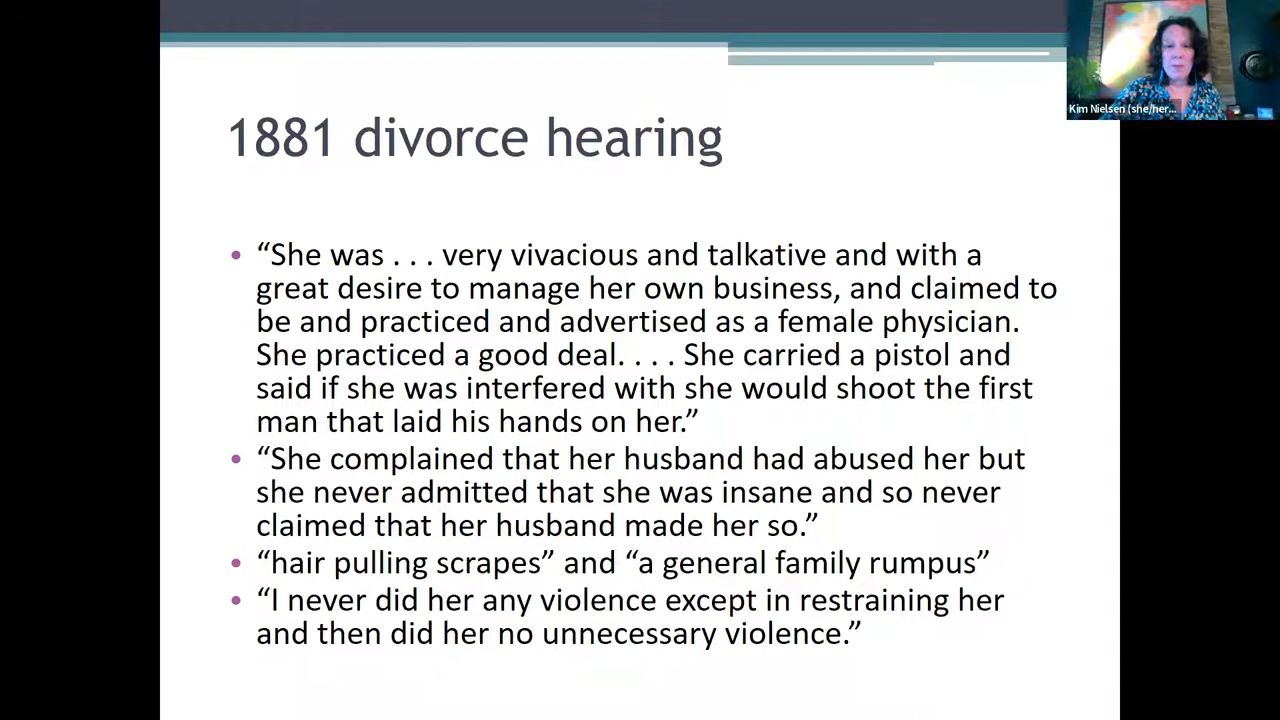 Kim Nielsen (she/her...
1881 divorce hearing
• “She was . . . very vivacious and talkative and with a
great desire to manage her own business, and claimed to
be and practiced and advertised as a female physician.
She practiced a good deal. . . . She carried a pistol and
said if she was interfered with she would shoot the first
man that laid his hands on her.”
• “She complained that her husband had abused her but
she never admitted that she was insane and so never
claimed that her husband made her so.”
• “hair pulling scrapes” and “a general family rumpus”
• “I never did her any violence except in restraining her
and then did her no unnecessary violence.”